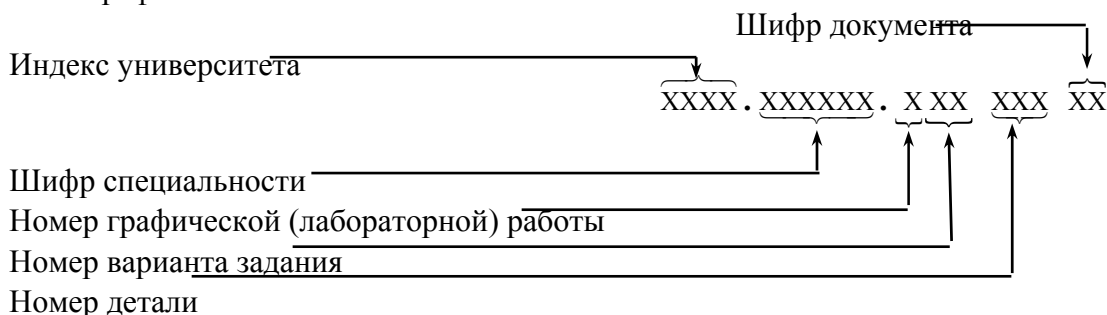 Шифр документа
Индекс университета
XXXX.XXXXXX. X XX XXX XX
Шифр специальности
Номер графической (лабораторной) работы
Номер варианта задания
Номер детали